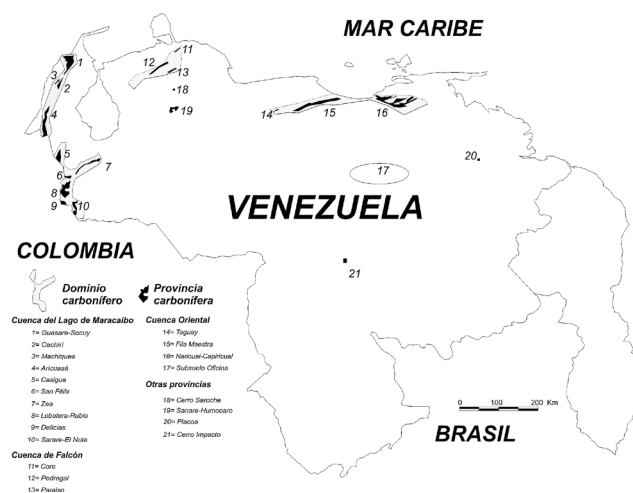 MAR CARIBE
11
12
13
18
19
1
3
2
4
5
6
7
8
9
10
14
15
16
17
20
21
VENEZUELA
COLOMBIA
BRASIL
0 100 200 Km
Dominio carbonífero
Provincia carbonífera
Cuenca del Lago de Maracaibo
1= Guasare-Socuy
2= Cachirí
3= Machiques
4= Aricuasá
5= Casigua
6= San Félix
7= Zea
8= Lobatera-Rubio
9= Delicias
10= Sarare-El Nula
Cuenca de Falcón
11= Coro
12= Pedregal
13= Paraíso
Cuenca Oriental
14= Taguay
15= Fila Maestra
16= Naricual-Capiricual
17= Subsuelo Oficina
Otras provincias
18= Cerro Saroche
19= Sanare-Humocaro
20= Placoa
21= Cerro Impacto